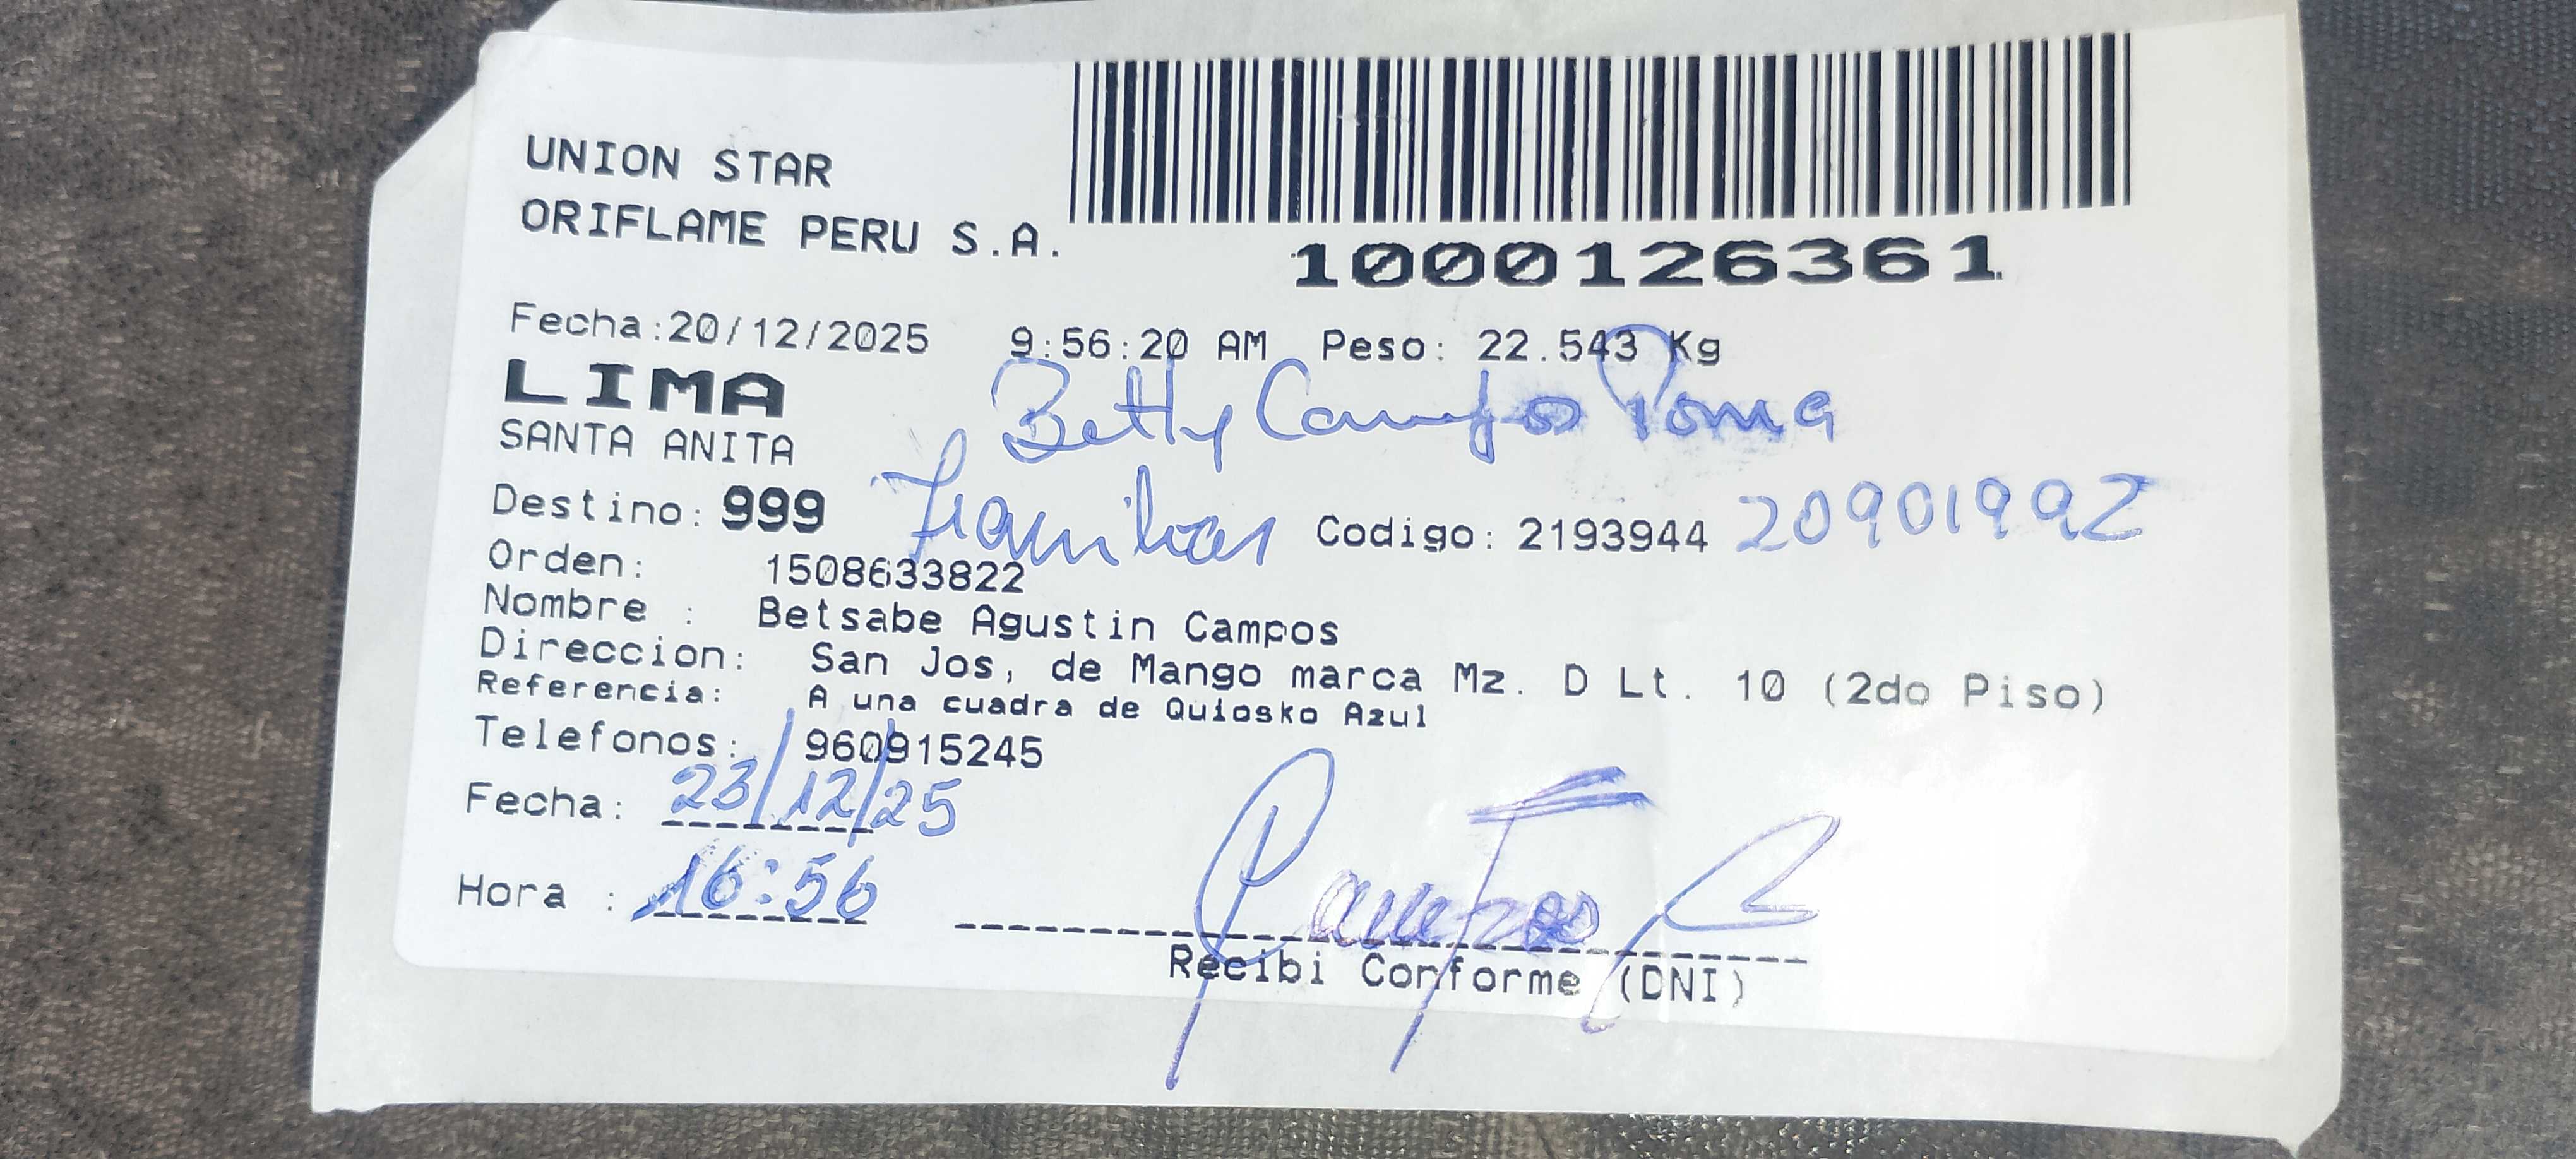 UNION STAR
ORIFLAME PERU S.A.
1000126361
Fecha:20/12/2025 9:56:20 AM Peso: 22.543 Kg
LIMA
Betty Campos Poma
SANTA ANITA
Destino: 999 Codigo: 2193944 20901992
Orden: 1508633822
Nombre : Betsabe Agustin Campos
Direccion: San Jos, de Mango marca Mz. D Lt. 10 (2do Piso)
Referencia: A una cuadra de Quiosko Azul
Telefonos: 960915245
Fecha: 23/12/25
Hora : 16:56
Recibi Conforme (DNI)